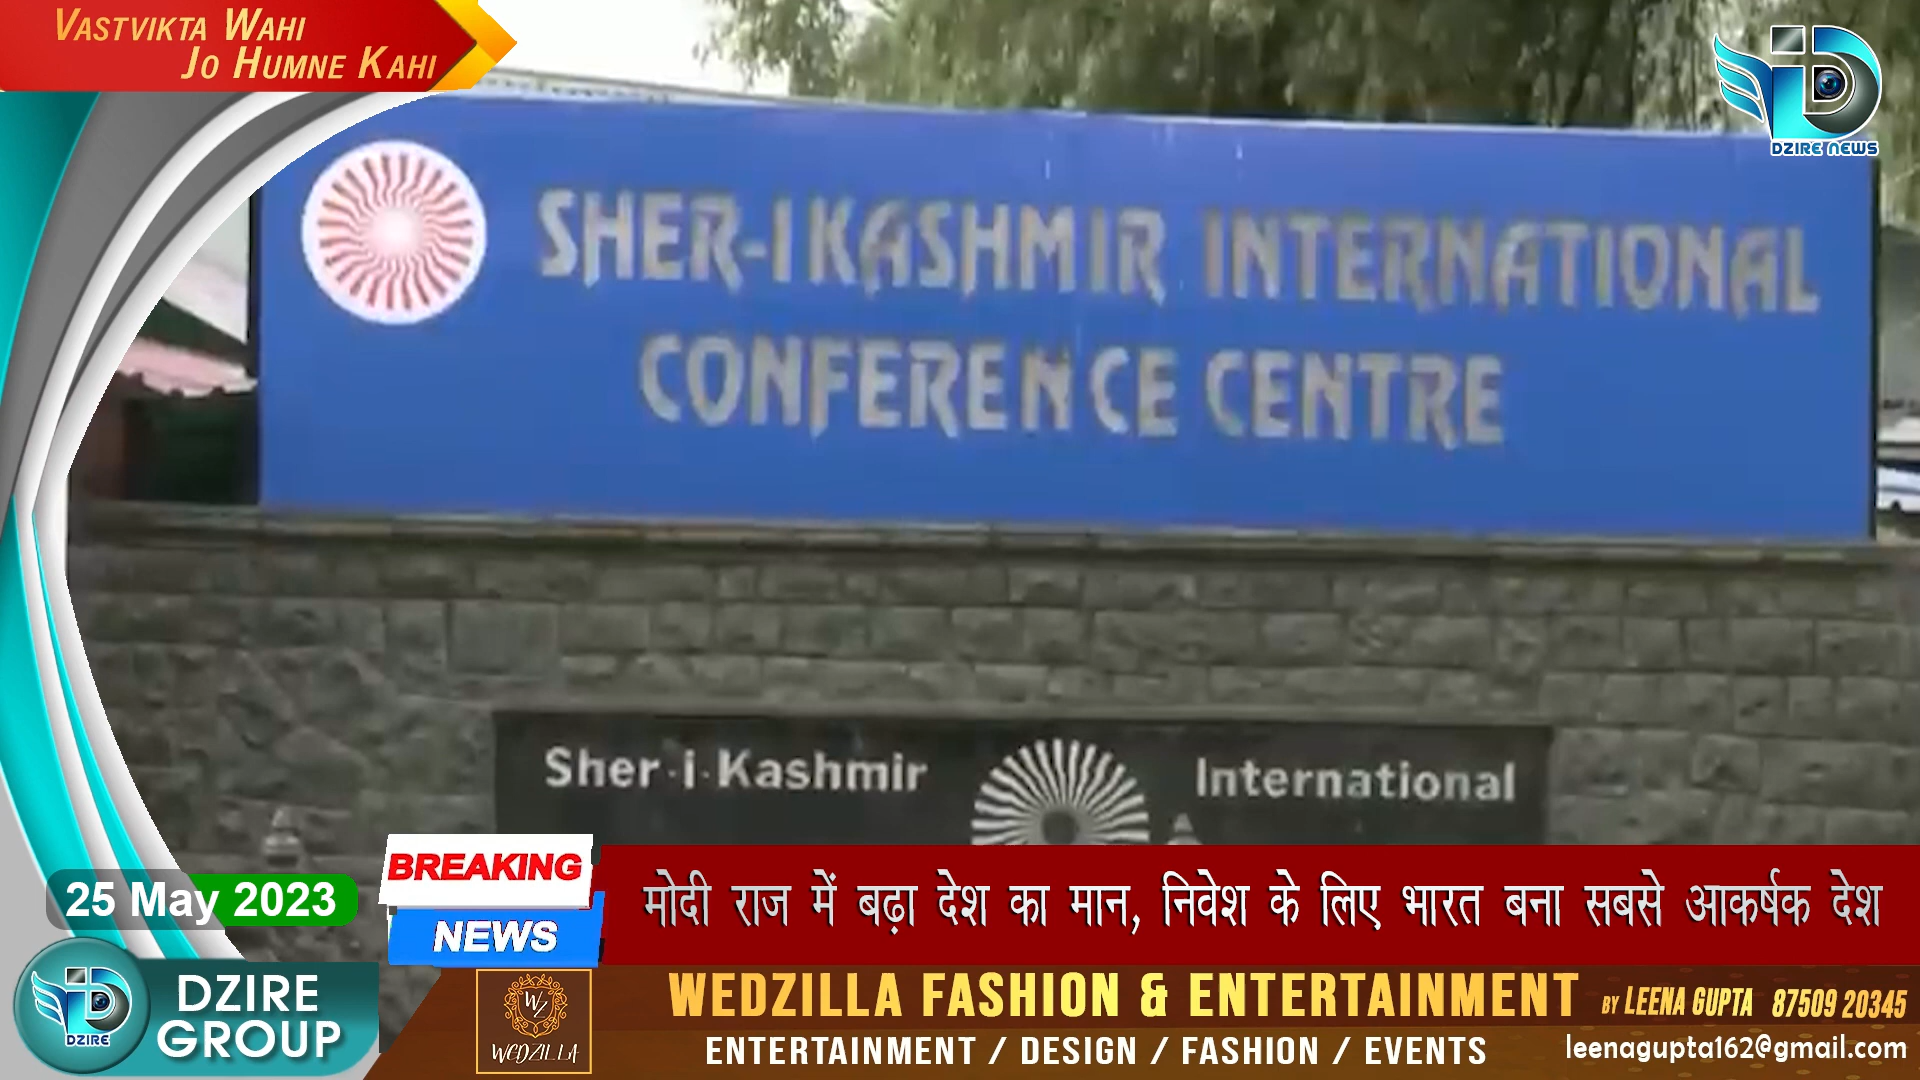 VASTVIKTA WAHI
JO HUMNE KAHI
DZIRE NEWS
SHER-I KASHMIR INTERNATIONAL
CONFERENCE CENTRE
Sher-i-Kashmir International
25 May 2023
BREAKING
NEWS
मोदी राज में बढ़ा देश का मान, निवेश के लिए भारत बना सबसे आकर्षक देश
DZIRE
DZIRE
GROUP
WZ
WEDZILLA
WEDZILLA FASHION & ENTERTAINMENT BY LEENA GUPTA 87509 20345
ENTERTAINMENT / DESIGN / FASHION / EVENTS
leenagupta162@gmail.com